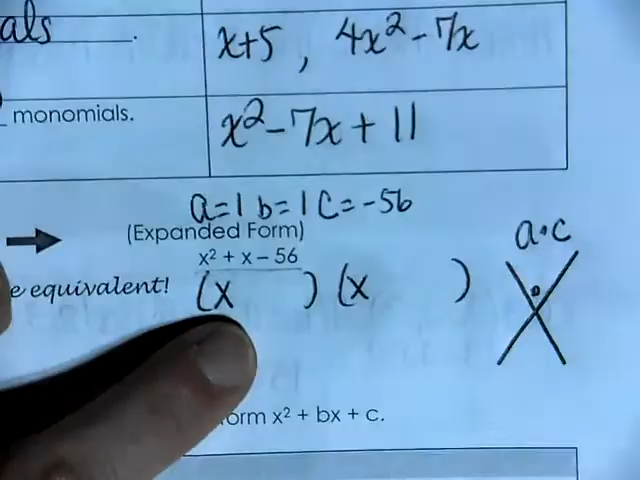 als .
x+5 , 4x² - 7x
monomials.
x² - 7x + 11
a=1 b=1 c=-56
(Expanded Form)
a·c
x² + x – 56
e equivalent!
(x ) (x )
orm x² + bx + c.